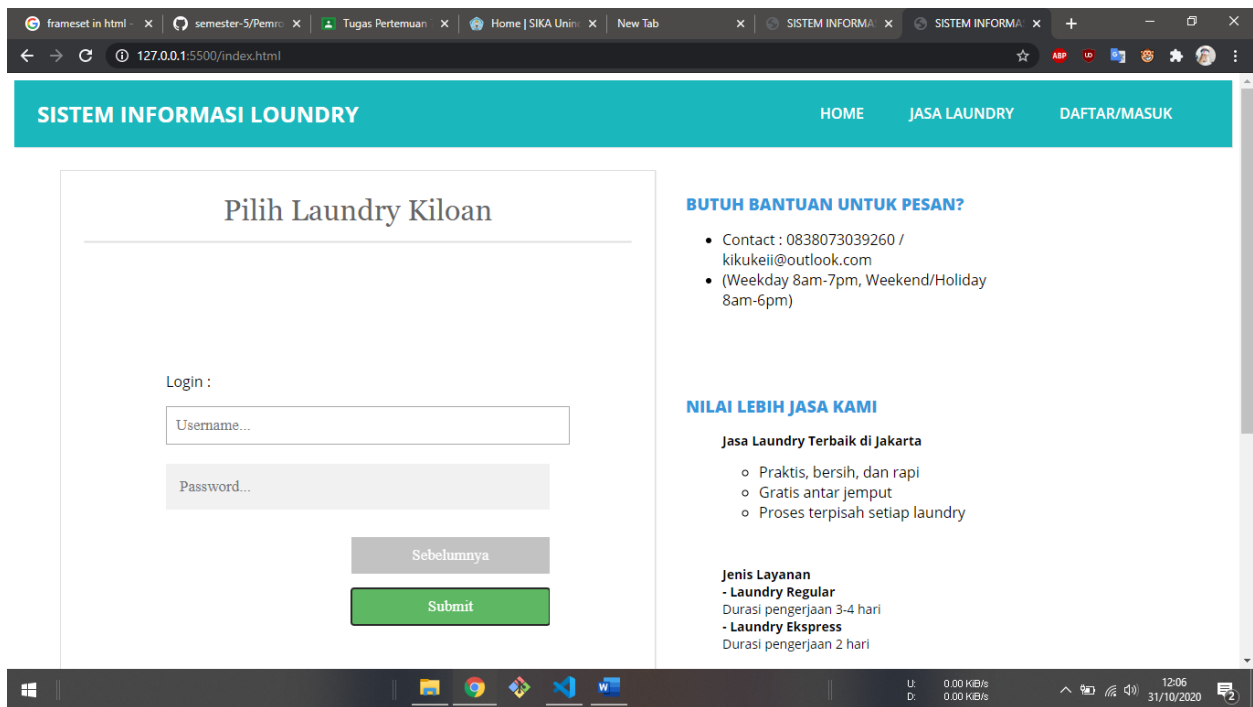 frameset in html -
semester-5/Pemro
Tugas Pertemuan
Home | SIKA Unin
New Tab
SISTEM INFORMA
SISTEM INFORMA
127.0.0.1:5500/index.html
ABP
SISTEM INFORMASI LOUNDRY
HOME
JASA LAUNDRY
DAFTAR/MASUK
Pilih Laundry Kiloan
Login :
Username...
Password...
Sebelumnya
Submit
BUTUH BANTUAN UNTUK PESAN?
Contact : 0838073039260 /
kikukeii@outlook.com
(Weekday 8am-7pm, Weekend/Holiday
8am-6pm)
NILAI LEBIH JASA KAMI
Jasa Laundry Terbaik di Jakarta
Praktis, bersih, dan rapi
Gratis antar jemput
Proses terpisah setiap laundry
Jenis Layanan
- Laundry Regular
Durasi pengerjaan 3-4 hari
- Laundry Ekspress
Durasi pengerjaan 2 hari
U: 0.00 KiB/s
D: 0.00 KiB/s
12:06
31/10/2020
2